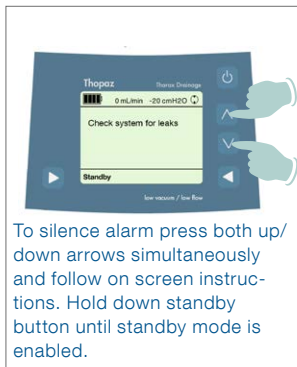 Thopaz Thorax Drainage
0 mL/min -20 cmH2O
Check system for leaks
Standby
low vacuum / low flow
To silence alarm press both up/
down arrows simultaneously
and follow on screen instruc-
tions. Hold down standby
button until standby mode is
enabled.